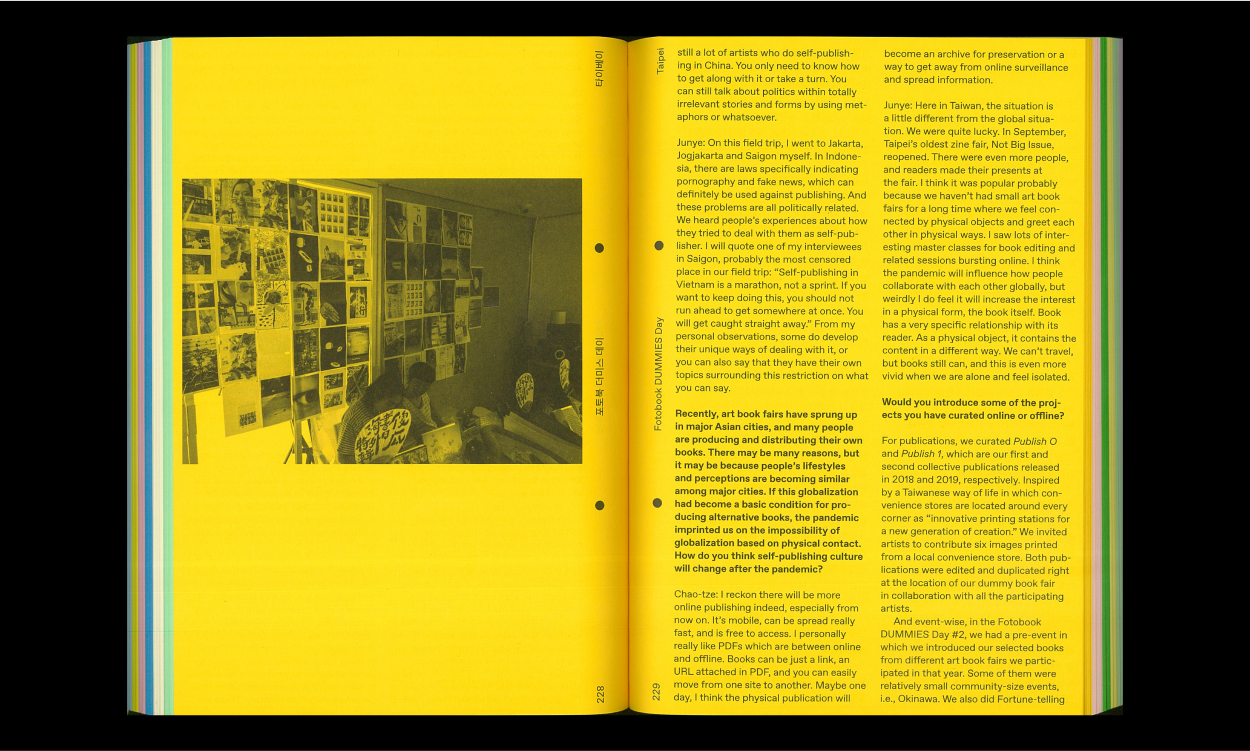 타이베이
포토북 더미스 데이
228
Taipei
Fotobook DUMMIES Day
229
still a lot of artists who do self-publish-
ing in China. You only need to know how
to get along with it or take a turn. You
can still talk about politics within totally
irrelevant stories and forms by using met-
aphors or whatsoever.
Junye: On this field trip, I went to Jakarta,
Jogjakarta and Saigon myself. In Indone-
sia, there are laws specifically indicating
pornography and fake news, which can
definitely be used against publishing. And
these problems are all politically related.
We heard people's experiences about how
they tried to deal with them as self-pub-
lisher. I will quote one of my interviewees
in Saigon, probably the most censored
place in our field trip: “Self-publishing in
Vietnam is a marathon, not a sprint. If you
want to keep doing this, you should not
run ahead to get somewhere at once. You
will get caught straight away.” From my
personal observations, some do develop
their unique ways of dealing with it, or
you can also say that they have their own
topics surrounding this restriction on what
you can say.
Recently, art book fairs have sprung up
in major Asian cities, and many people
are producing and distributing their own
books. There may be many reasons, but
it may be because people's lifestyles
and perceptions are becoming similar
among major cities. If this globalization
had become a basic condition for pro-
ducing alternative books, the pandemic
imprinted us on the impossibility of
globalization based on physical contact.
How do you think self-publishing culture
will change after the pandemic?
Chao-tze: I reckon there will be more
online publishing indeed, especially from
now on. It's mobile, can be spread really
fast, and is free to access. I personally
really like PDFs which are between online
and offline. Books can be just a link, an
URL attached in PDF, and you can easily
move from one site to another. Maybe one
day, I think the physical publication will
become an archive for preservation or a
way to get away from online surveillance
and spread information.
Junye: Here in Taiwan, the situation is
a little different from the global situa-
tion. We were quite lucky. In September,
Taipei's oldest zine fair, Not Big Issue,
reopened. There were even more people,
and readers made their presents at
the fair. I think it was popular probably
because we haven't had small art book
fairs for a long time where we feel con-
nected by physical objects and greet each
other in physical ways. I saw lots of inter-
esting master classes for book editing and
related sessions bursting online. I think
the pandemic will influence how people
collaborate with each other globally, but
weirdly I do feel it will increase the interest
in a physical form, the book itself. Book
has a very specific relationship with its
reader. As a physical object, it contains the
content in a different way. We can't travel,
but books still can, and this is even more
vivid when we are alone and feel isolated.
Would you introduce some of the proj-
ects you have curated online or offline?
For publications, we curated Publish O
and Publish 1, which are our first and
second collective publications released
in 2018 and 2019, respectively. Inspired
by a Taiwanese way of life in which con-
venience stores are located around every
corner as “innovative printing stations for
a new generation of creation.” We invited
artists to contribute six images printed
from a local convenience store. Both pub-
lications were edited and duplicated right
at the location of our dummy book fair
in collaboration with all the participating
artists.
And event-wise, in the Fotobook
DUMMIES Day #2, we had a pre-event in
which we introduced our selected books
from different art book fairs we partic-
ipated in that year. Some of them were
relatively small community-size events,
i.e., Okinawa. We also did Fortune-telling